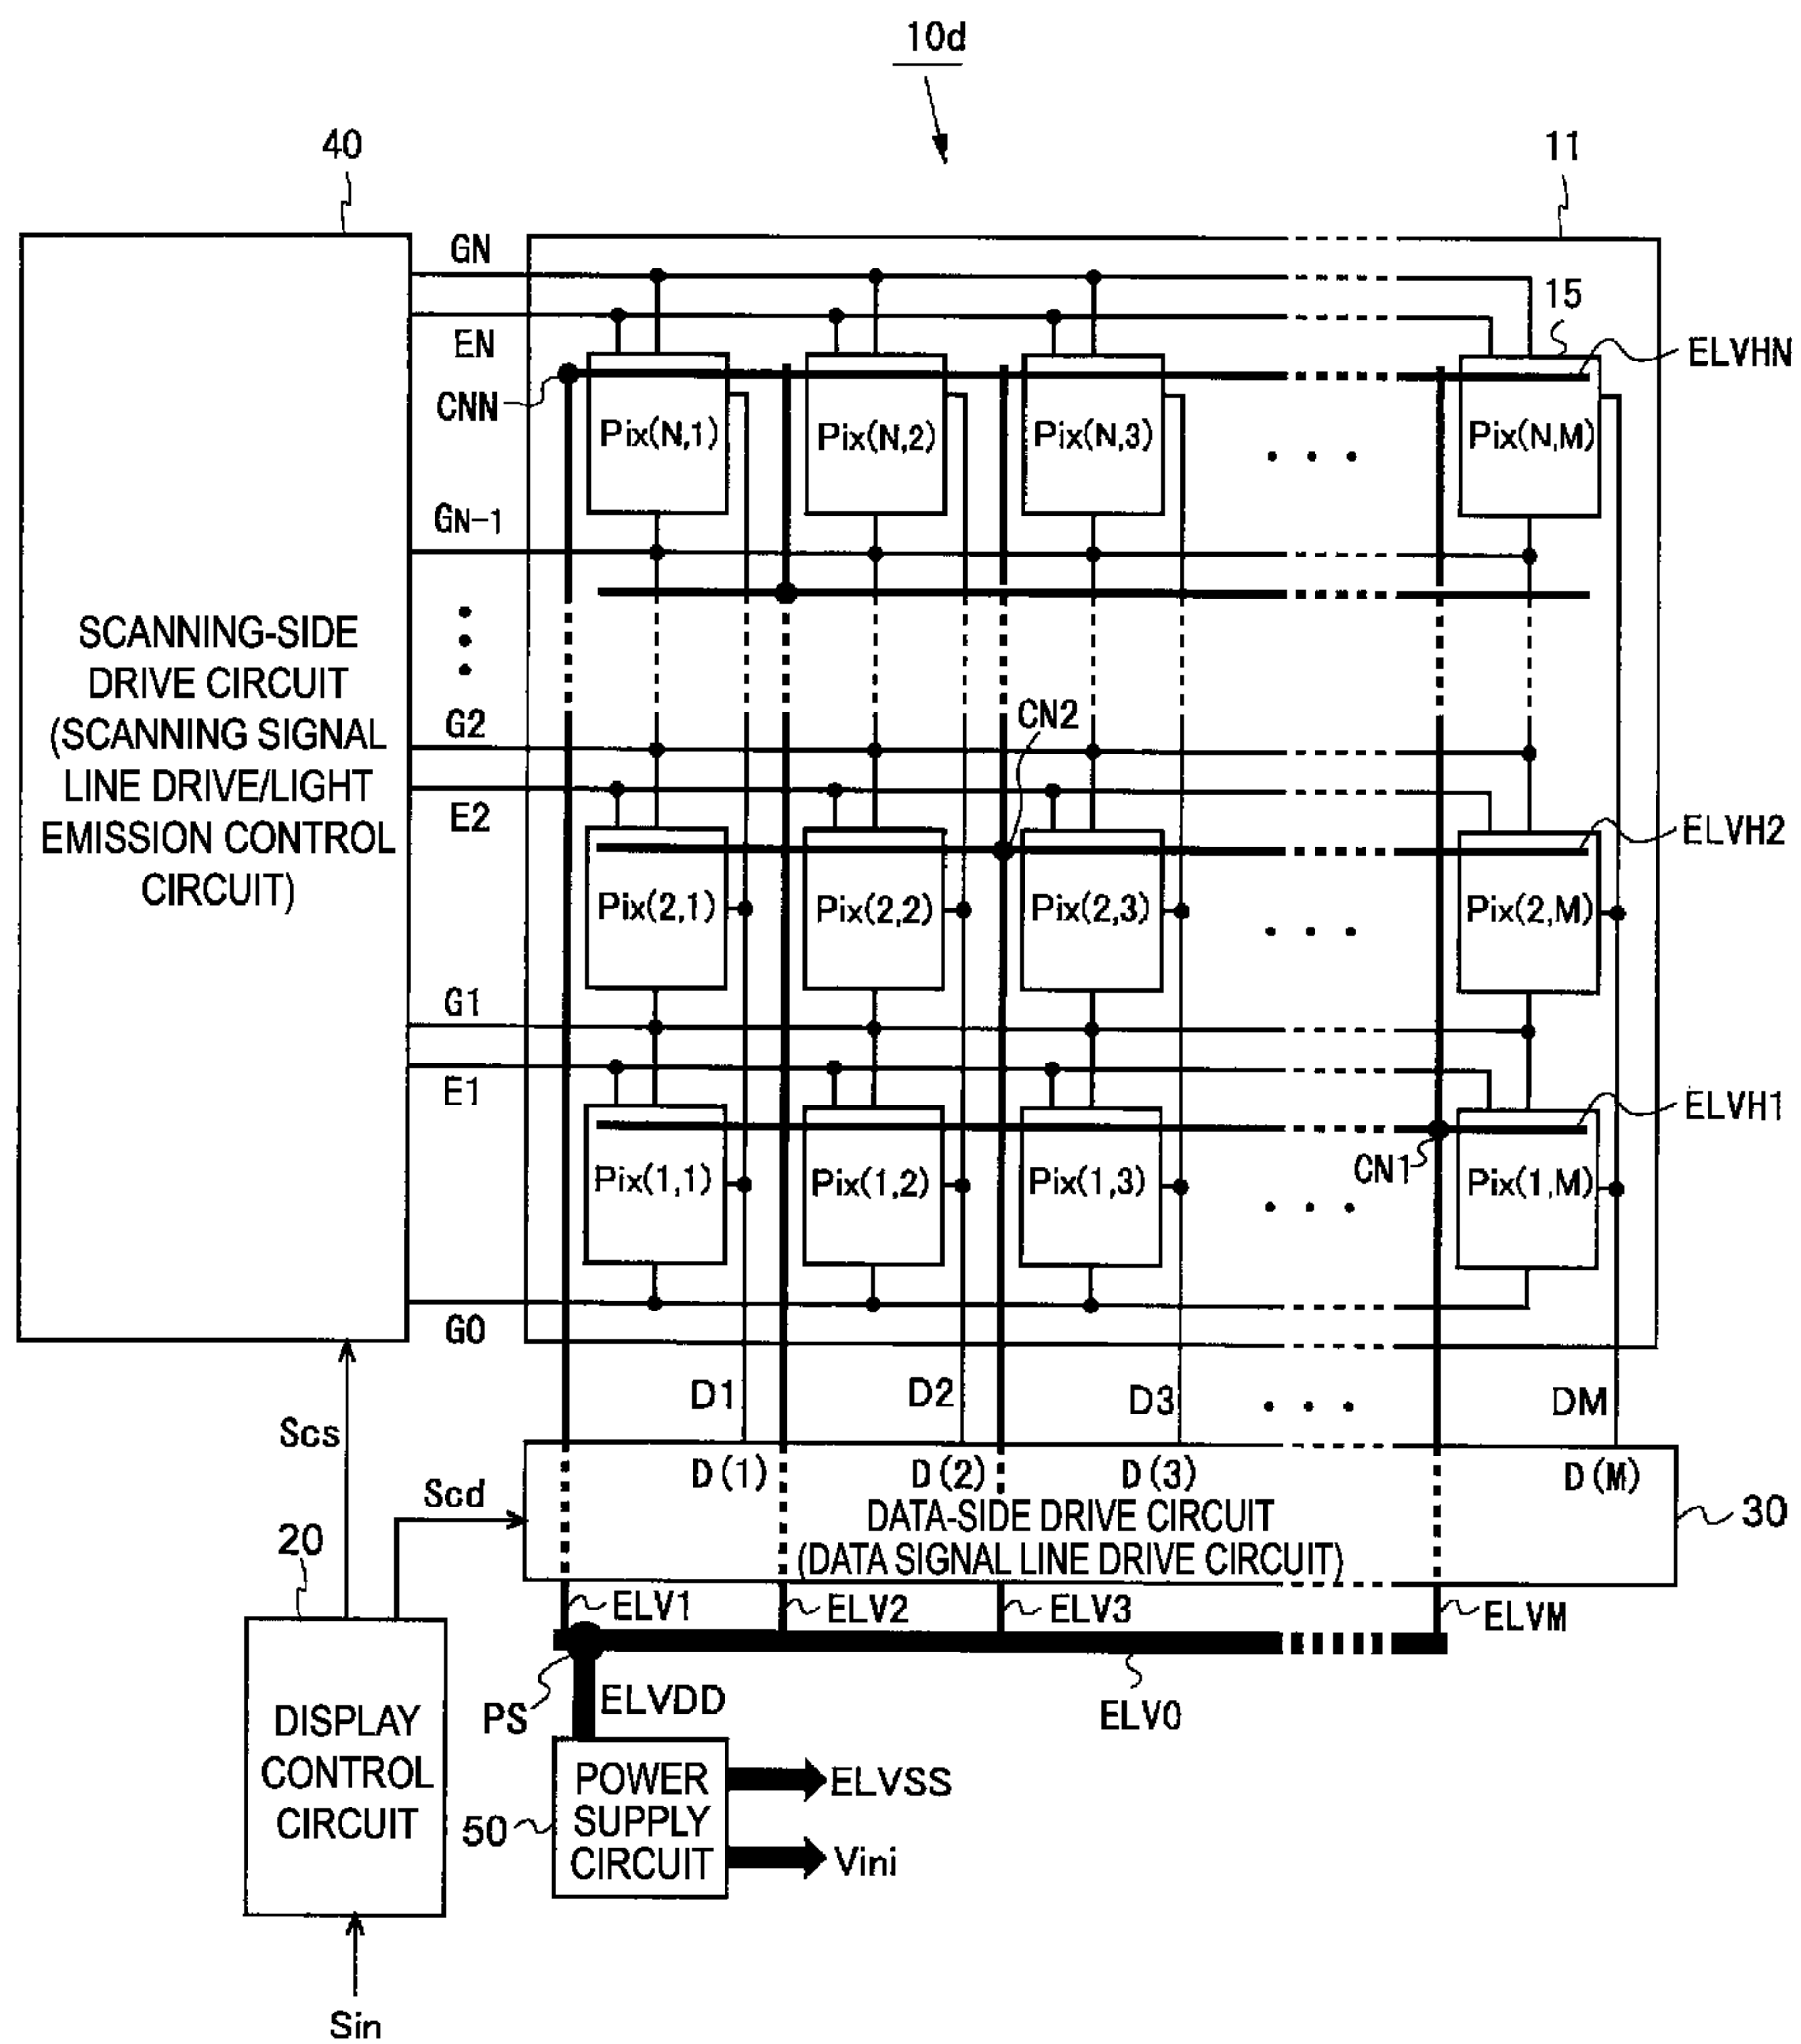 10d
40
11
GN
15
EN
ELVHN
CNN
Pix(N,1)
Pix(N,2)
Pix(N,3)
. . .
Pix(N,M)
GN-1
SCANNING-SIDE
DRIVE CIRCUIT
(SCANNING SIGNAL
LINE DRIVE/LIGHT
EMISSION CONTROL
CIRCUIT)
G2
CN2
E2
ELVH2
Pix(2,1)
Pix(2,2)
Pix(2,3)
. . .
Pix(2,M)
G1
E1
ELVH1
CN1
Pix(1,1)
Pix(1,2)
Pix(1,3)
. . .
Pix(1,M)
G0
D1
D2
D3
. . .
DM
Scs
D(1)
D(2)
D(3)
D(M)
Scd
DATA-SIDE DRIVE CIRCUIT
(DATA SIGNAL LINE DRIVE CIRCUIT)
30
20
ELV1
ELV2
ELV3
ELVM
PS
ELVDD
ELV0
DISPLAY
CONTROL
CIRCUIT
50
POWER
SUPPLY
CIRCUIT
ELVSS
Vini
Sin